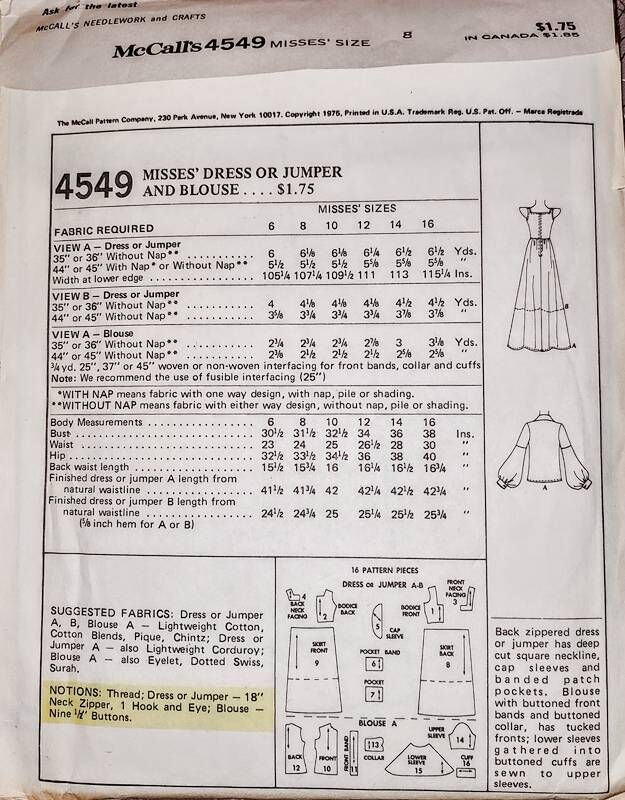 Ask for the latest
McCALL'S NEEDLEWORK and CRAFTS
McCall's 4549 MISSES' SIZE 8 $1.75
IN CANADA $1.85
The McCall Pattern Company, 230 Park Avenue, New York 10017. Copyright 1975, Printed in U.S.A. Trademark Reg. U.S. Pat. Off. — Marca Registrada
4549 MISSES' DRESS OR JUMPER
AND BLOUSE .... $1.75
MISSES' SIZES
FABRIC REQUIRED 6 8 10 12 14 16
VIEW A — Dress or Jumper
35" or 36" Without Nap** .......... 6 6⅛ 6⅛ 6¼ 6½ 6½ Yds.
44" or 45" With Nap* or Without Nap** 5½ 5½ 5½ 5⅝ 5⅝ 5⅝ "
Width at lower edge ................ 105¼ 107¼ 109½ 111 113 115¼ Ins.
VIEW B — Dress or Jumper
35" or 36" Without Nap** .......... 4 4⅛ 4⅛ 4⅛ 4½ 4½ Yds.
44" or 45" Without Nap** .......... 3⅝ 3¾ 3¾ 3¾ 3⅞ 3⅞ "
VIEW A — Blouse
35" or 36" Without Nap** .......... 2¾ 2¾ 2¾ 2⅞ 3 3⅛ Yds.
44" or 45" Without Nap** .......... 2⅜ 2½ 2½ 2½ 2⅝ 2⅝ "
¾ yd. 25", 37" or 45" woven or non-woven interfacing for front bands, collar and cuffs
Note: We recommend the use of fusible interfacing (25")
*WITH NAP means fabric with one way design, with nap, pile or shading.
**WITHOUT NAP means fabric with either way design, without nap, pile or shading.
Body Measurements 6 8 10 12 14 16
Bust ........................ 30½ 31½ 32½ 34 36 38 Ins.
Waist ....................... 23 24 25 26½ 28 30 "
Hip ......................... 32½ 33½ 34½ 36 38 40 "
Back waist length .................. 15½ 15¾ 16 16¼ 16½ 16¾ "
Finished dress or jumper A length from
natural waistline ................ 41½ 41¾ 42 42¼ 42½ 42¾ "
Finished dress or jumper B length from
natural waistline ................ 24½ 24¾ 25 25¼ 25½ 25¾ "
(⅝ inch hem for A or B)
B
A
A
SUGGESTED FABRICS: Dress or Jumper
A, B, Blouse A — Lightweight Cotton,
Cotton Blends, Pique, Chintz; Dress or
Jumper A — also Lightweight Corduroy;
Blouse A — also Eyelet, Dotted Swiss,
Surah.
NOTIONS: Thread; Dress or Jumper — 18"
Neck Zipper, 1 Hook and Eye; Blouse —
Nine ½" Buttons.
16 PATTERN PIECES
DRESS OR JUMPER A-B
4
BACK
NECK
FACING
2
BODICE
BACK
5
CAP
SLEEVE
BODICE
FRONT
1
FRONT
NECK
FACING
3
SKIRT
FRONT
9
POCKET BAND
6
POCKET
7
SKIRT
BACK
8
BLOUSE A
BACK
12
FRONT
10
FRONT BAND
11
13
COLLAR
LOWER
SLEEVE
15
UPPER
SLEEVE
14
CUFF
16
Back zippered dress
or jumper has deep
cut square neckline,
cap sleeves and
banded patch
pockets. Blouse
with buttoned front
bands and buttoned
collar, has tucked
fronts; lower sleeves
gathered into
buttoned cuffs are
sewn to upper
sleeves.